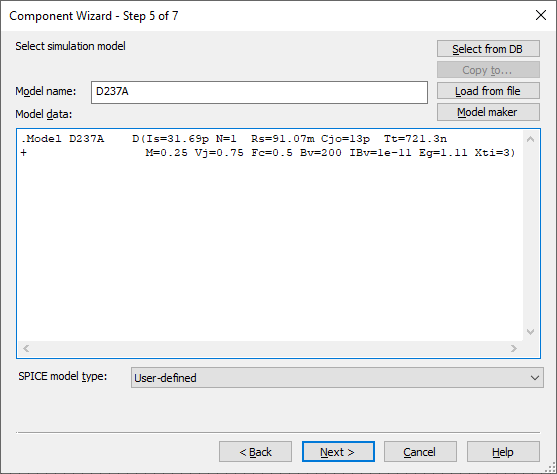 Component Wizard - Step 5 of 7
Select simulation model
Select from DB
Copy to...
Model name: D237A
Load from file
Model data:
Model maker
.Model D237A D(Is=31.69p N=1 Rs=91.07m Cjo=13p Tt=721.3n
+ M=0.25 Vj=0.75 Fc=0.5 Bv=200 IBv=1e-11 Eg=1.11 Xti=3)
SPICE model type: User-defined
< Back Next > Cancel Help